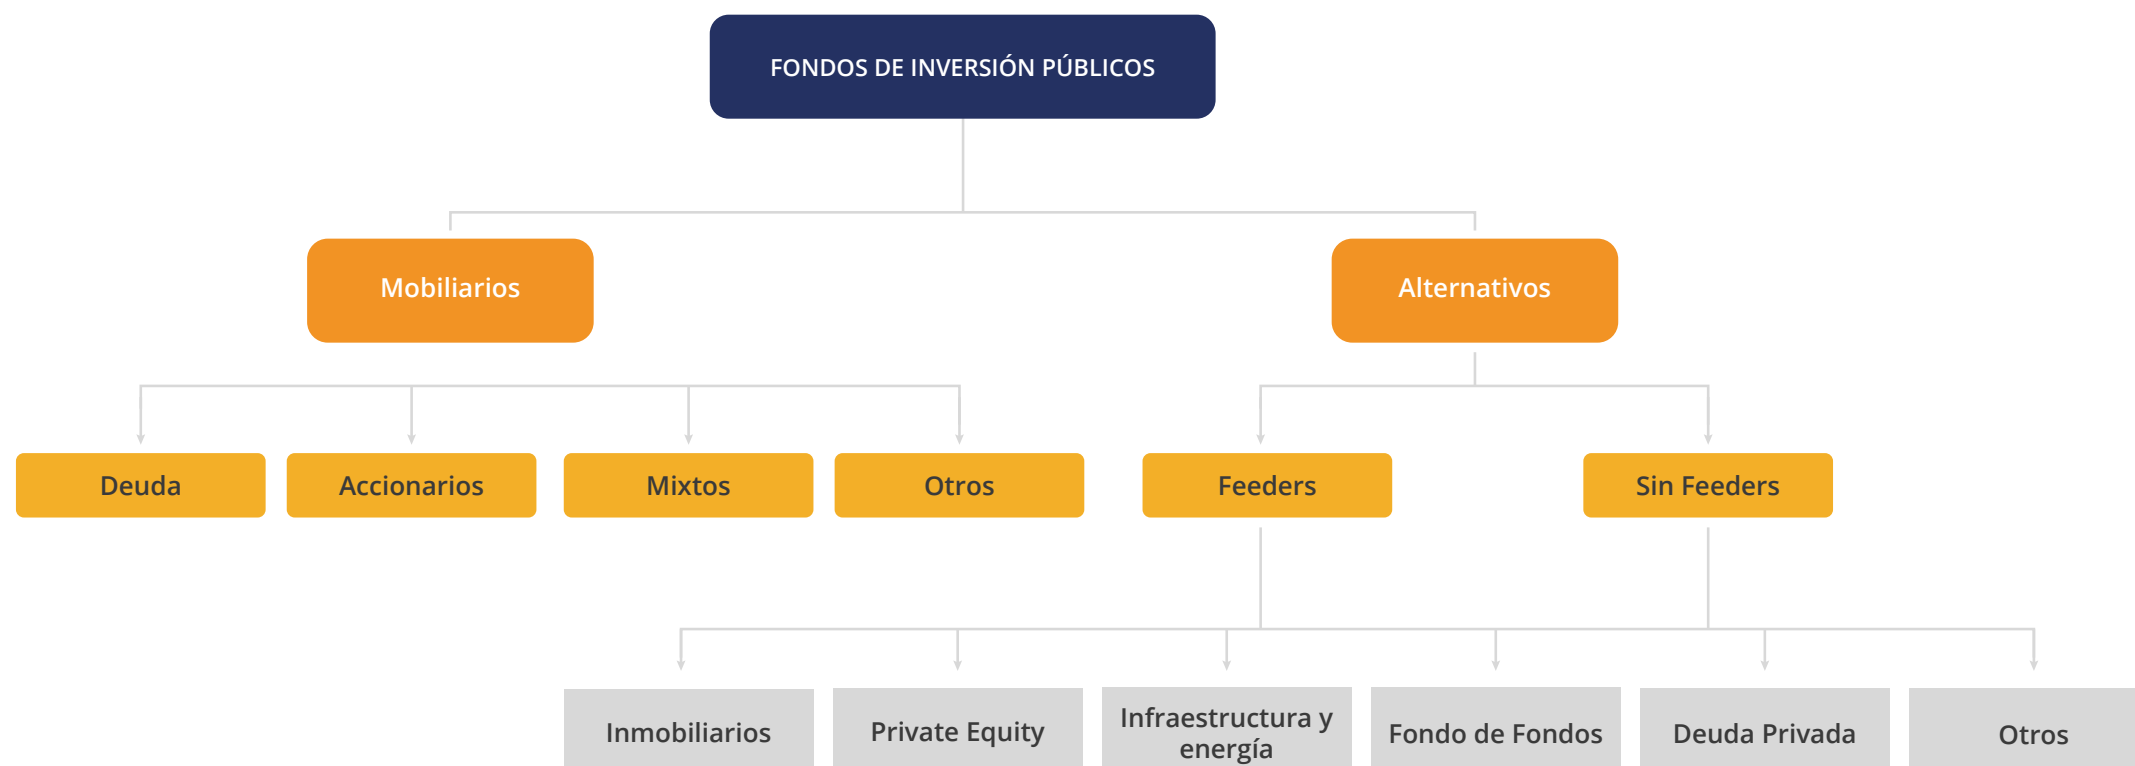 FONDOS DE INVERSIÓN PÚBLICOS
Mobiliarios
Alternativos
Deuda
Accionarios
Mixtos
Otros
Feeders
Sin Feeders
Inmobiliarios
Private Equity
Infraestructura y
energía
Fondo de Fondos
Deuda Privada
Otros